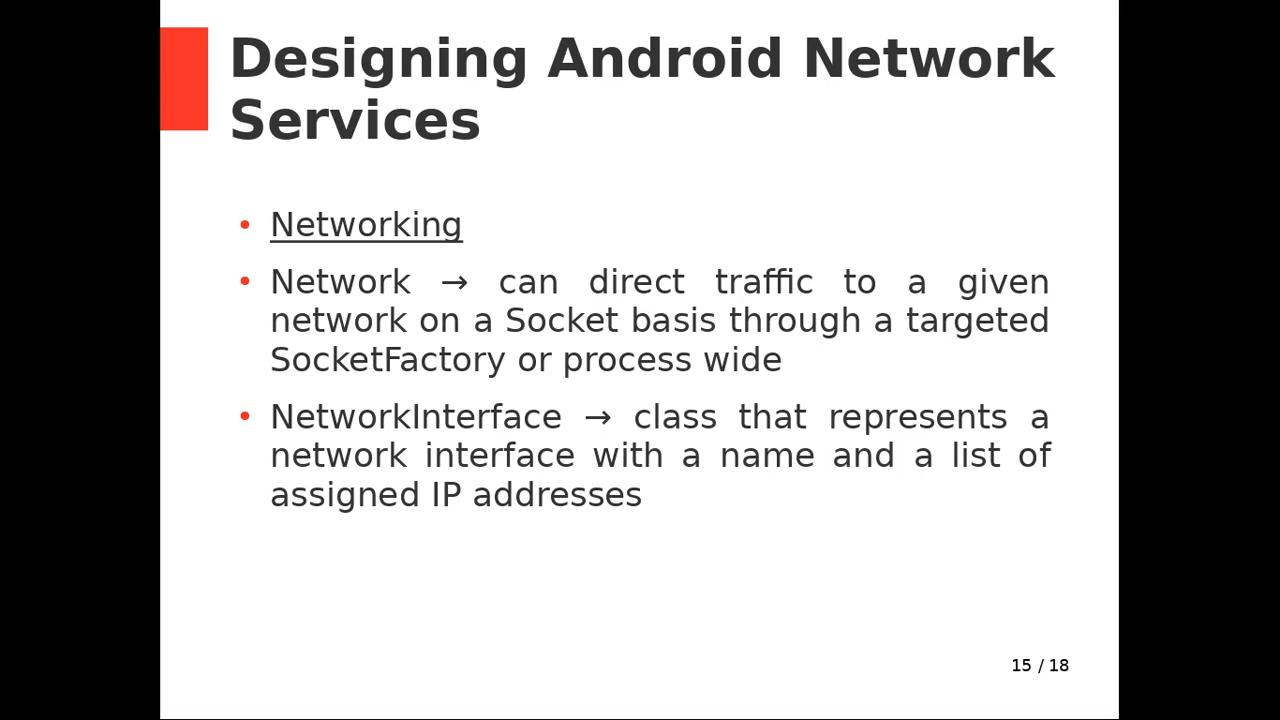 Designing Android Network
Services
• Networking
• Network → can direct traffic to a given
network on a Socket basis through a targeted
SocketFactory or process wide
• NetworkInterface → class that represents a
network interface with a name and a list of
assigned IP addresses
15 / 18